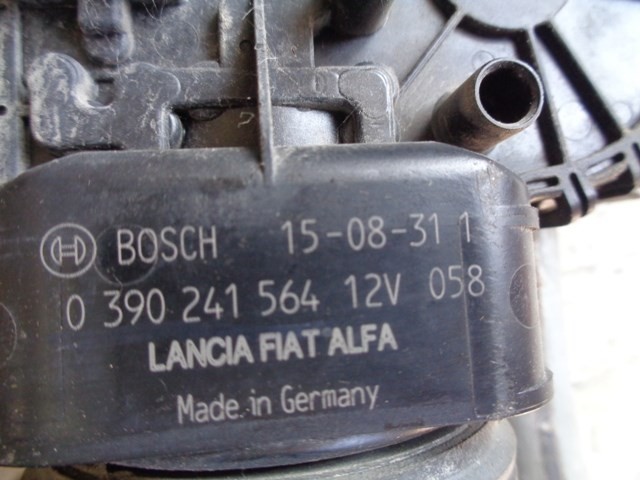 BOSCH 15-08-31 1
0 390 241 564 12V 058
LANCIA FIAT ALFA
Made in Germany